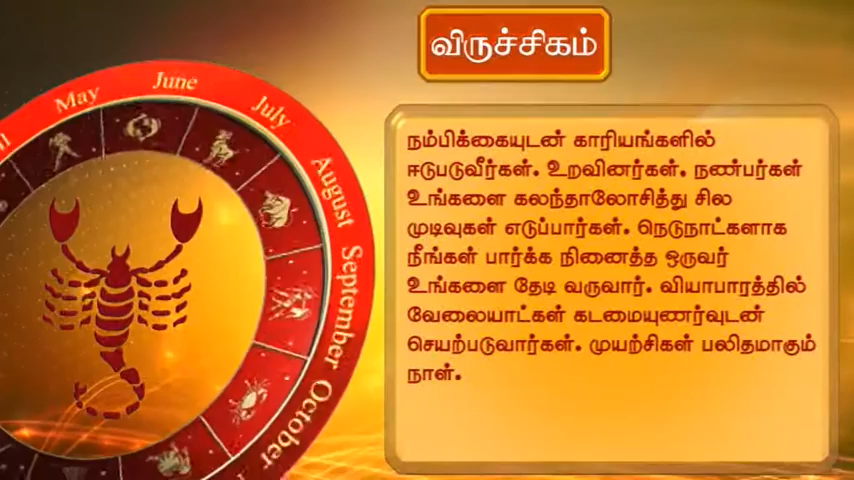 விருச்சிகம்
June
May
July
August
September
October
நம்பிக்கையுடன் காரியங்களில்
ஈடுபடுவீர்கள். உறவினர்கள். நண்பர்கள்
உங்களை கலந்தாலோசித்து சில
முடிவுகள் எடுப்பார்கள். நெடுநாட்களாக
நீங்கள் பார்க்க நினைத்த ஒருவர்
உங்களை தேடி வருவார். வியாபாரத்தில்
வேலையாட்கள் கடமையுணர்வுடன்
செயற்படுவார்கள். முயற்சிகள் பலிதமாகும்
நாள்.